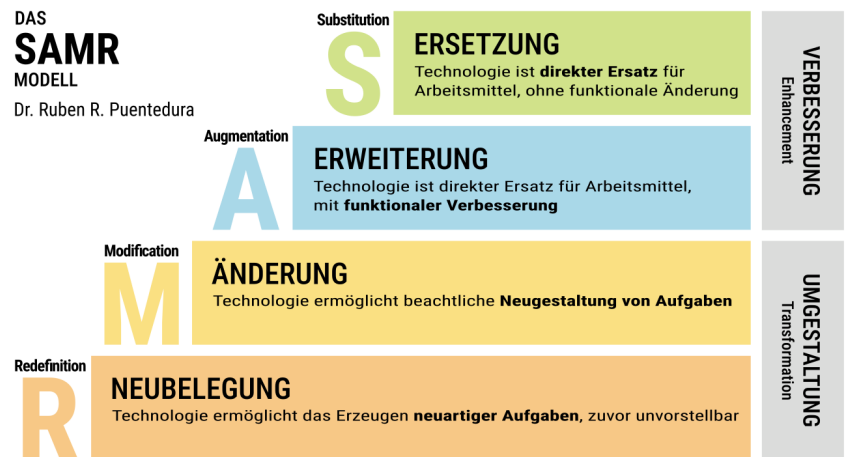 DAS
SAMR
MODELL
Dr. Ruben R. Puentedura
Substitution
S
ERSETZUNG
Technologie ist direkter Ersatz für
Arbeitsmittel, ohne funktionale Änderung
Augmentation
A
ERWEITERUNG
Technologie ist direkter Ersatz für Arbeitsmittel,
mit funktionaler Verbesserung
VERBESSERUNG
Enhancement
Modification
M
ÄNDERUNG
Technologie ermöglicht beachtliche Neugestaltung von Aufgaben
Redefinition
R
NEUBELEGUNG
Technologie ermöglicht das Erzeugen neuartiger Aufgaben, zuvor unvorstellbar
UMGESTALTUNG
Transformation